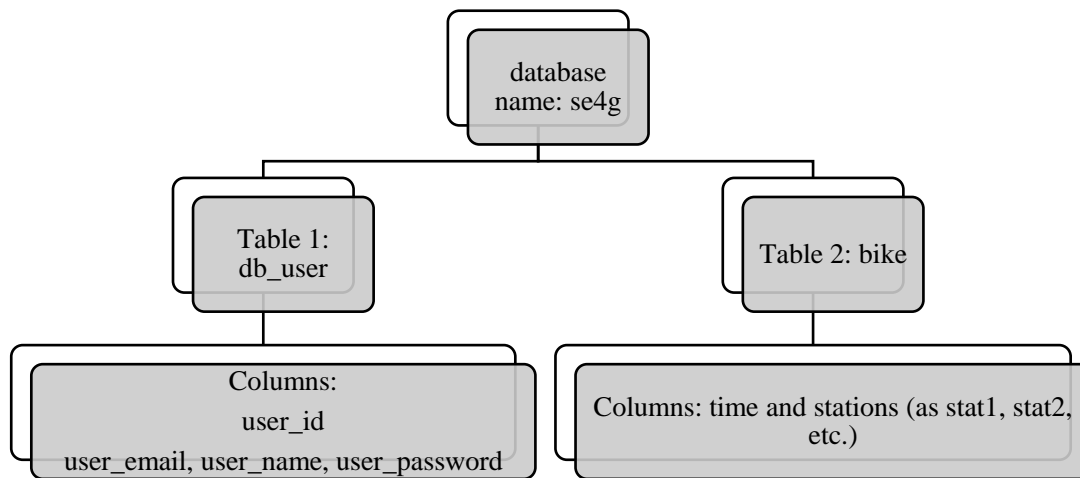 database
name: se4g
Table 1:
db_user
Table 2: bike
Columns:
user_id
user_email, user_name, user_password
Columns: time and stations (as stat1, stat2,
etc.)